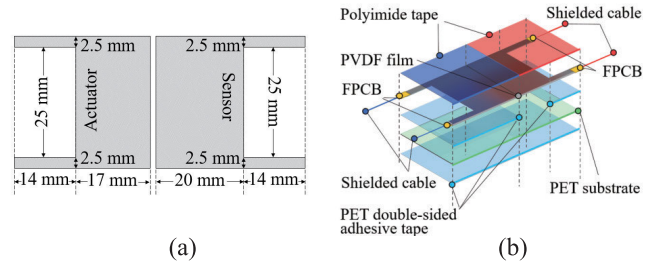 2.5 mm
25 mm
Actuator
2.5 mm
14 mm
17 mm
2.5 mm
Sensor
25 mm
2.5 mm
20 mm
14 mm
(a)
Polyimide tape
Shielded cable
PVDF film
FPCB
FPCB
Shielded cable
PET double-sided
adhesive tape
PET substrate
(b)